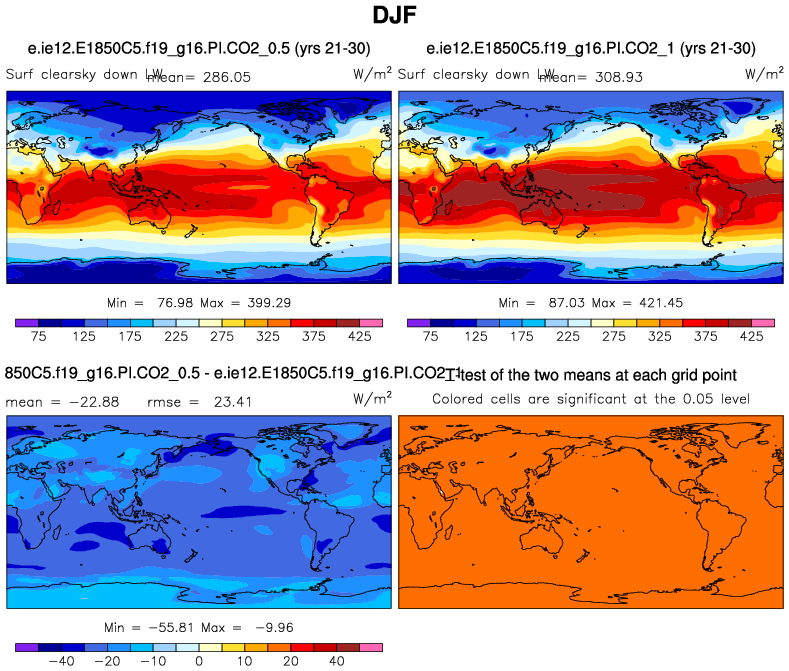 DJF
e.ie12.E1850C5.f19_g16.PI.CO2_0.5 (yrs 21-30)
e.ie12.E1850C5.f19_g16.PI.CO2_1 (yrs 21-30)
Surf clearsky down LW mean= 286.05 W/m²
Surf clearsky down LW mean= 308.93 W/m²
Min = 76.98 Max = 399.29
Min = 87.03 Max = 421.45
75 125 175 225 275 325 375 425
75 125 175 225 275 325 375 425
850C5.f19_g16.PI.CO2_0.5 - e.ie12.E1850C5.f19_g16.PI.CO2_1
T-test of the two means at each grid point
mean = -22.88 rmse = 23.41 W/m²
Colored cells are significant at the 0.05 level
Min = -55.81 Max = -9.96
-40 -20 -10 0 10 20 40